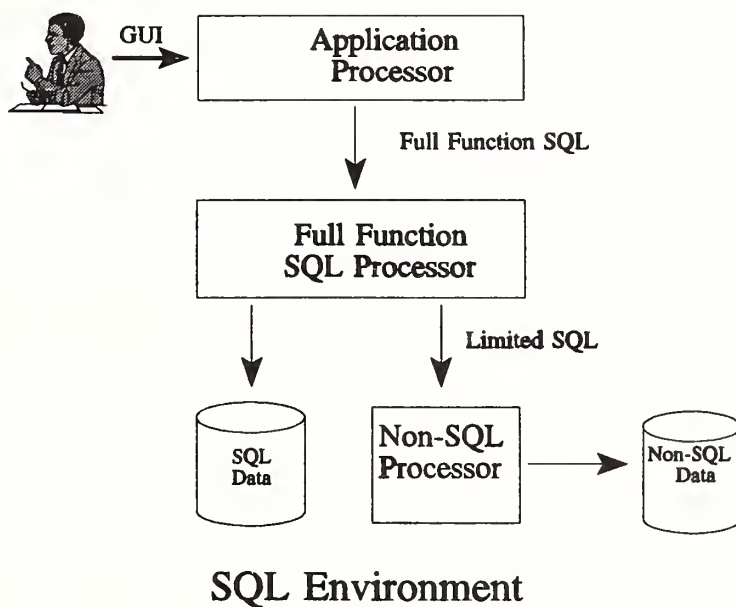 GUI
Application
Processor
Full Function SQL
Full Function
SQL Processor
Limited SQL
SQL
Data
Non-SQL
Processor
Non-SQL
Data
SQL Environment